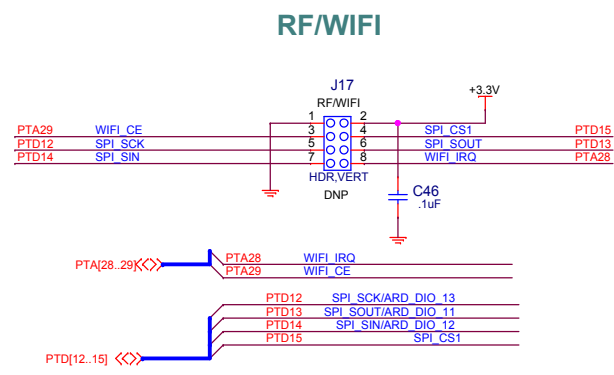 RF/WIFI
J17
+3.3V
RF/WIFI
1 2
PTA29 WIFI_CE 3 4 SPI_CS1 PTD15
PTD12 SPI_SCK 5 6 SPI_SOUT PTD13
PTD14 SPI_SIN 7 8 WIFI_IRQ PTA28
HDR,VERT
DNP
C46
.1uF
PTA28 WIFI_IRQ
PTA[28..29]
PTA29 WIFI_CE
PTD12 SPI_SCK/ARD_DIO_13
PTD13 SPI_SOUT/ARD_DIO_11
PTD14 SPI_SIN/ARD_DIO_12
PTD15 SPI_CS1
PTD[12..15]